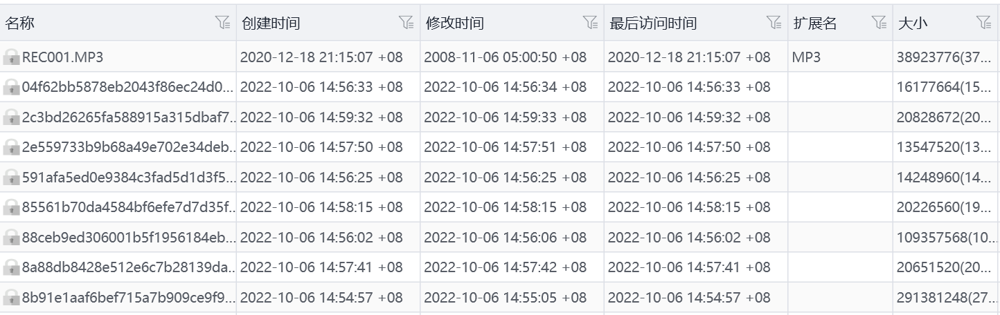 名称 创建时间 修改时间 最后访问时间 扩展名 大小
REC001.MP3 2020-12-18 21:15:07 +08 2008-11-06 05:00:50 +08 2020-12-18 21:15:07 +08 MP3 38923776(37...
04f62bb5878eb2043f86ec24d0... 2022-10-06 14:56:33 +08 2022-10-06 14:56:34 +08 2022-10-06 14:56:33 +08 16177664(15...
2c3bd26265fa588915a315dbaf7... 2022-10-06 14:59:32 +08 2022-10-06 14:59:33 +08 2022-10-06 14:59:32 +08 20828672(20...
2e559733b9b68a49e702e34deb... 2022-10-06 14:57:50 +08 2022-10-06 14:57:51 +08 2022-10-06 14:57:50 +08 13547520(13...
591afa5ed0e9384c3fad5d1d3f5... 2022-10-06 14:56:25 +08 2022-10-06 14:56:25 +08 2022-10-06 14:56:25 +08 14248960(14...
85561b70da4584bf6efe7d7d35f... 2022-10-06 14:58:15 +08 2022-10-06 14:58:15 +08 2022-10-06 14:58:15 +08 20226560(19...
88ceb9ed306001b5f1956184eb... 2022-10-06 14:56:02 +08 2022-10-06 14:56:06 +08 2022-10-06 14:56:02 +08 109357568(10...
8a88db8428e512e6c7b28139da... 2022-10-06 14:57:41 +08 2022-10-06 14:57:42 +08 2022-10-06 14:57:41 +08 20651520(20...
8b91e1aaf6bef715a7b909ce9f9... 2022-10-06 14:54:57 +08 2022-10-06 14:55:05 +08 2022-10-06 14:54:57 +08 291381248(27...